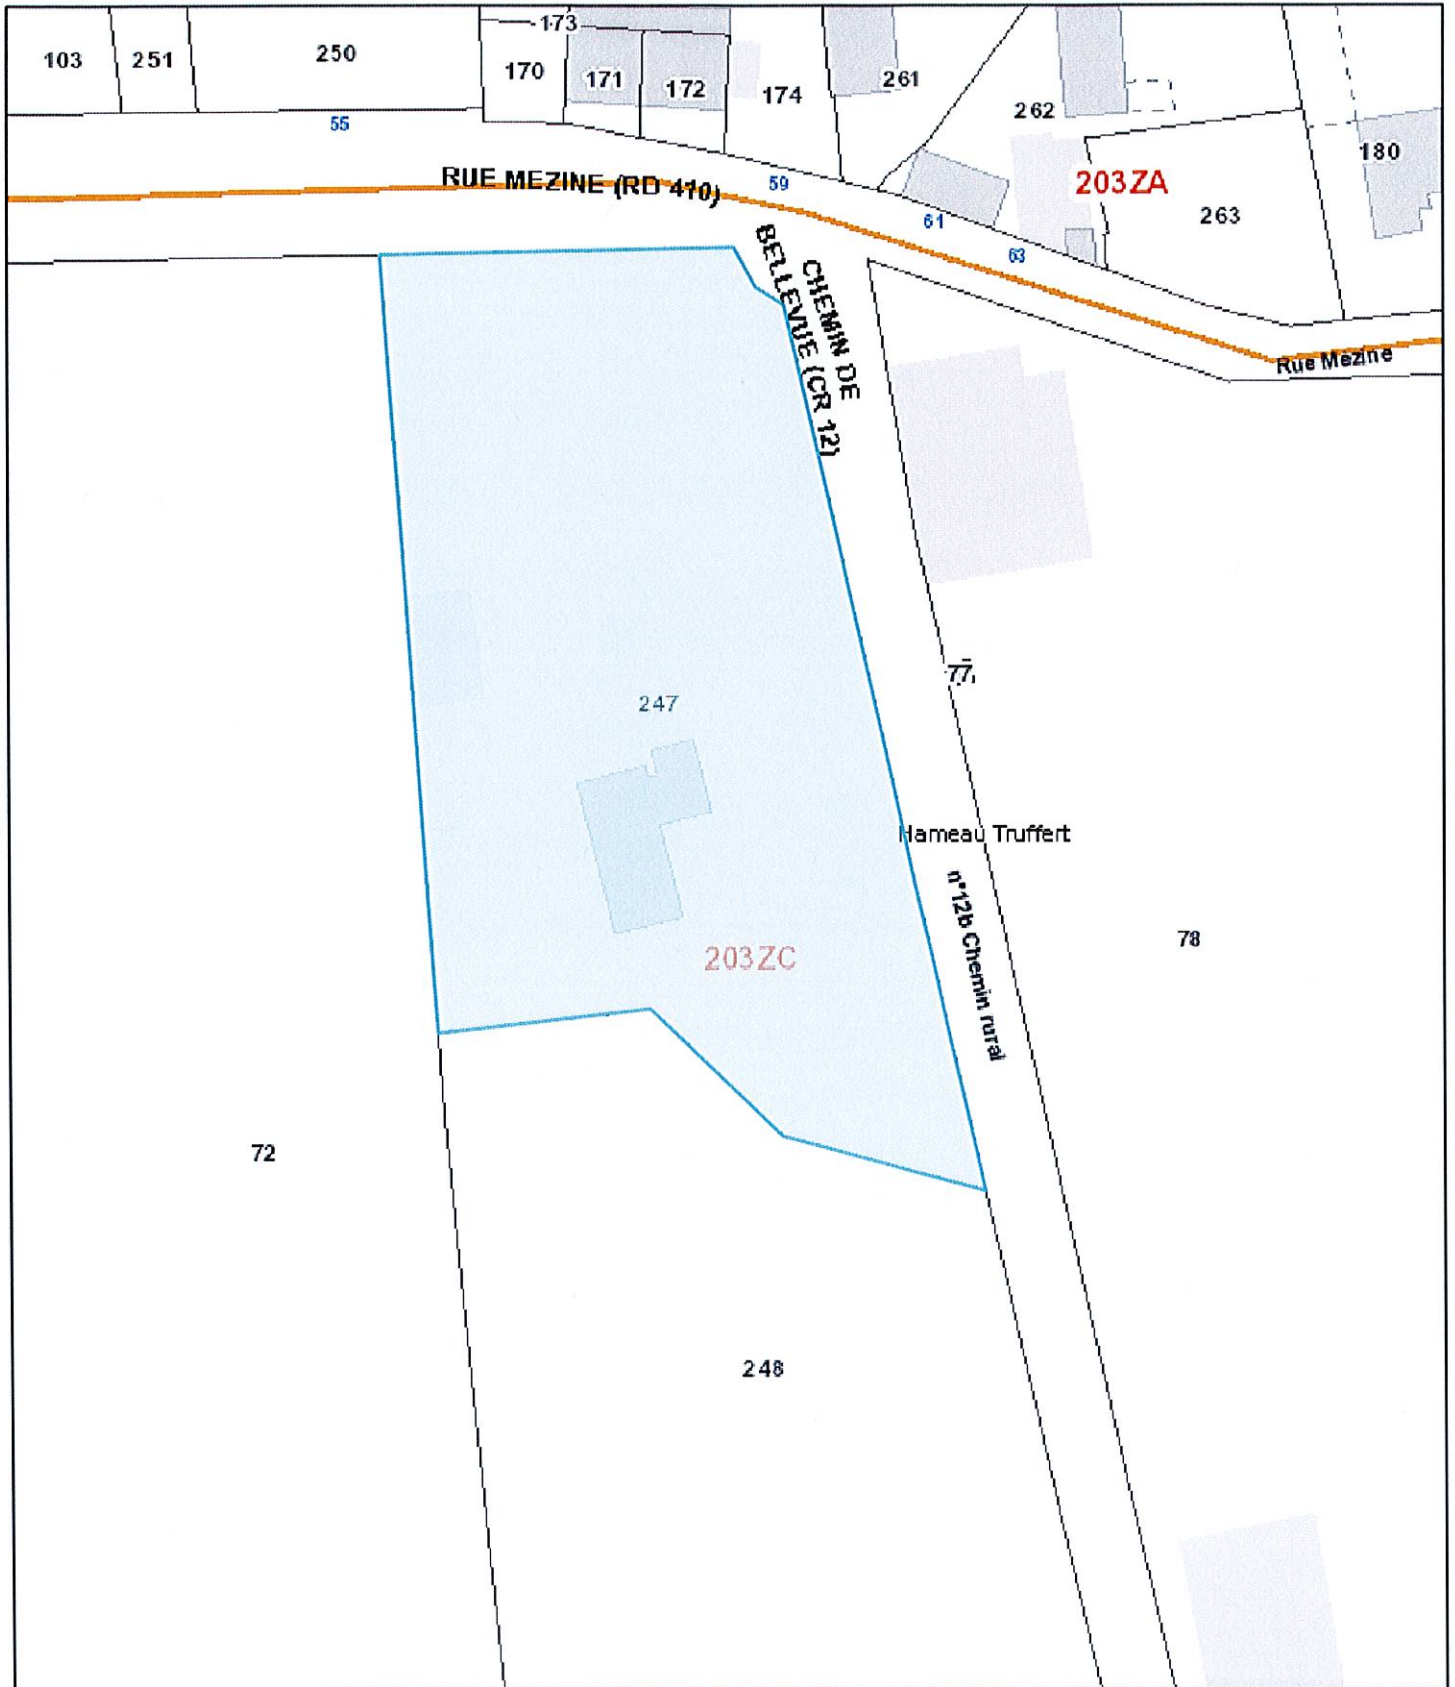 173
103
251
250
170
171
172
174
261
262
180
55
RUE MEZINE (RD 410)
59
203ZA
263
61
63
CHEMIN DE
BELLEVUE (CR 12)
Rue Mezine
77
247
Hameau Truffert
n°12b Chemin rural
78
203ZC
72
248